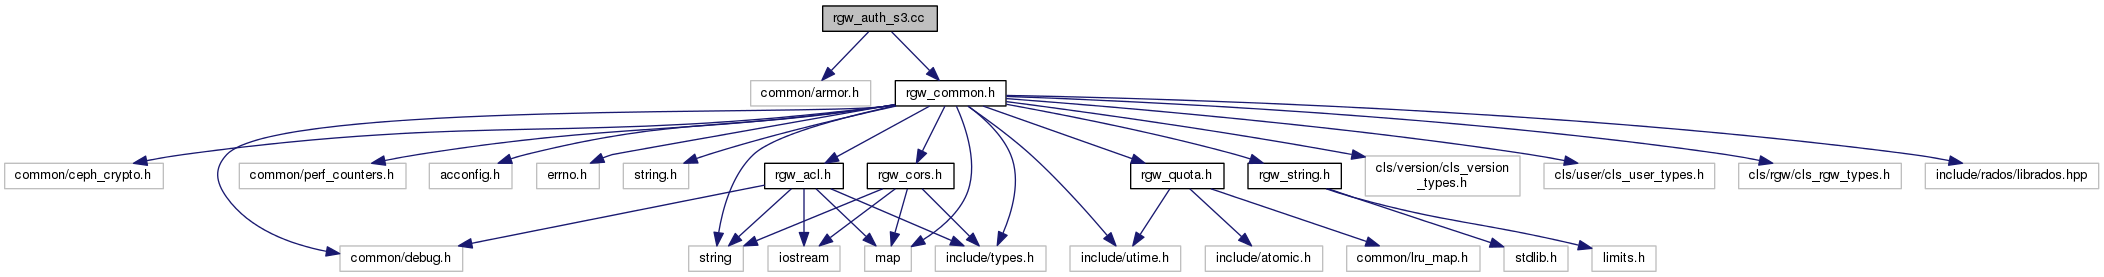 rgw_auth_s3.cc
common/armor.h
rgw_common.h
common/ceph_crypto.h
common/perf_counters.h
acconfig.h
errno.h
string.h
rgw_acl.h
rgw_cors.h
rgw_quota.h
rgw_string.h
cls/version/cls_version
_types.h
cls/user/cls_user_types.h
cls/rgw/cls_rgw_types.h
include/rados/librados.hpp
common/debug.h
string
iostream
map
include/types.h
include/utime.h
include/atomic.h
common/lru_map.h
stdlib.h
limits.h